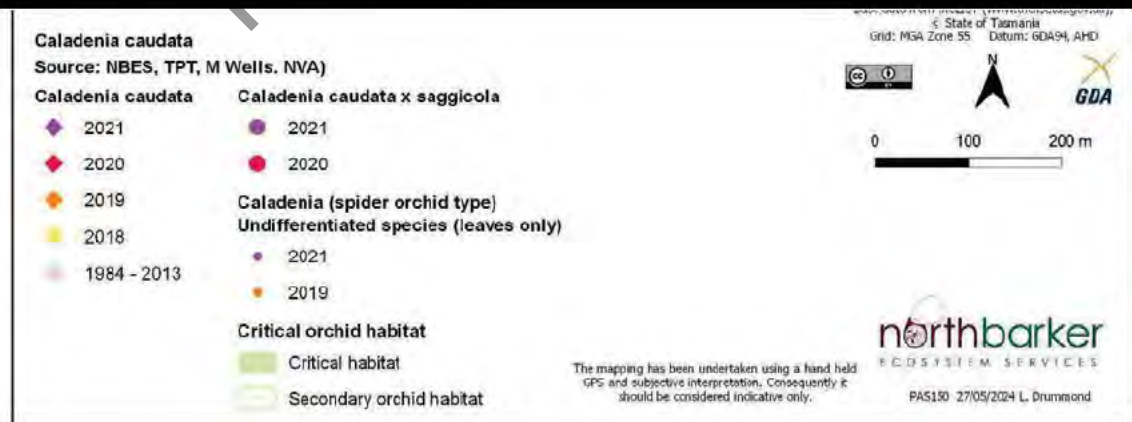 < State of Tasmania
Grid: MGA Zone 55 Datum: GDA94, AHD
Caladenia caudata
Source: NBES, TPT, M Wells. NVA)
Caladenia caudata
2021
2020
2019
2018
1984 - 2013
Caladenia caudata x saggicola
2021
2020
Caladenia (spider orchid type)
Undifferentiated species (leaves only)
2021
2019
Critical orchid habitat
Critical habitat
Secondary orchid habitat
cc
BY
N
GDA
0 100 200 m
The mapping has been undertaken using a hand held
GPS and subjective interpretation. Consequently it
should be considered indicative only.
northbarker
ECOSYSTEM SERVICES
PAS150 27/05/2024 L. Drummond